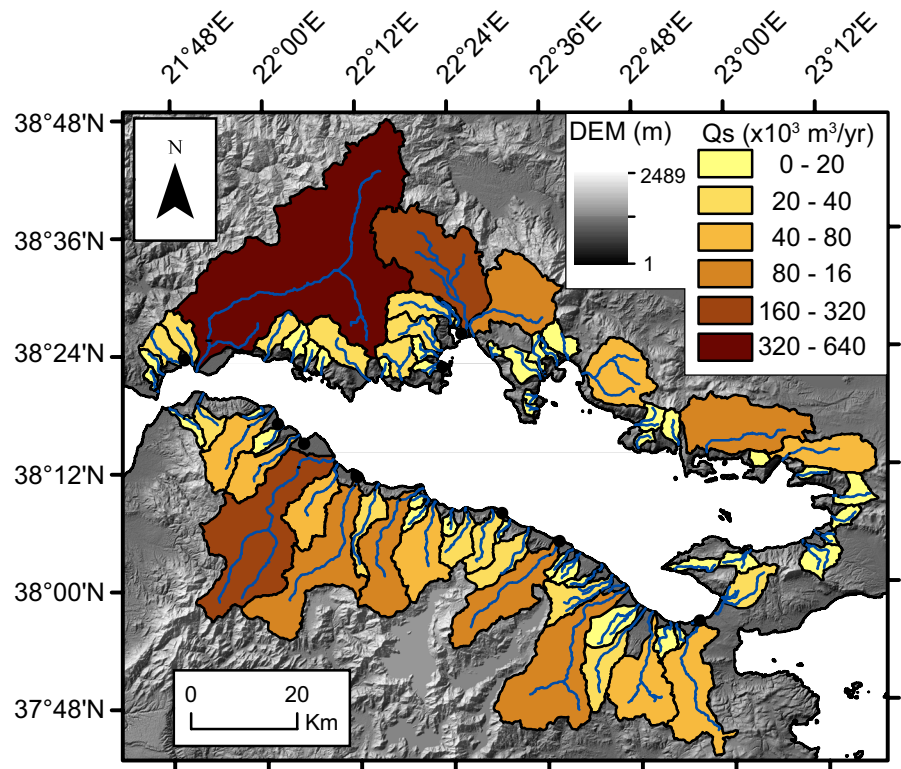 21°48'E 22°00'E 22°12'E 22°24'E 22°36'E 22°48'E 23°00'E 23°12'E
38°48'N
38°36'N
38°24'N
38°12'N
38°00'N
37°48'N
N
DEM (m)
2489
1
Qs (x10³ m³/yr)
0 - 20
20 - 40
40 - 80
80 - 16
160 - 320
320 - 640
0 20
Km